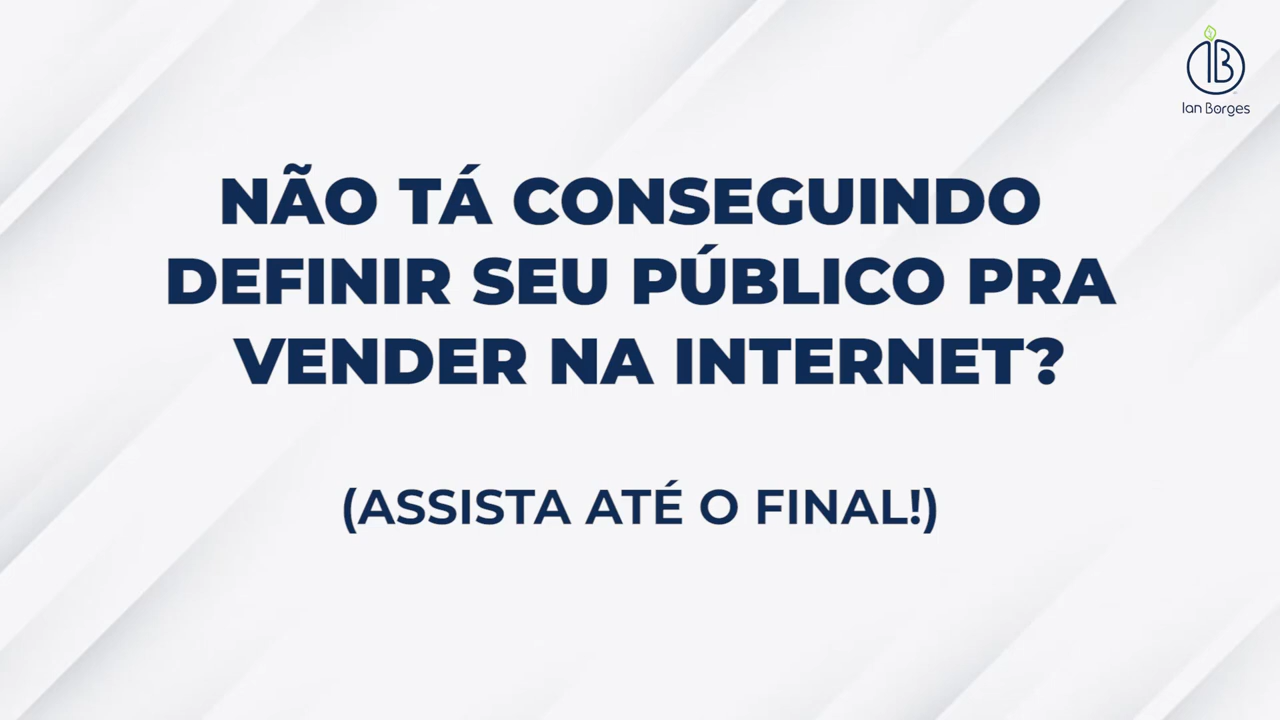 IB
Ian Borges
NÃO TÁ CONSEGUINDO
DEFINIR SEU PÚBLICO PRA
VENDER NA INTERNET?
(ASSISTA ATÉ O FINAL!)